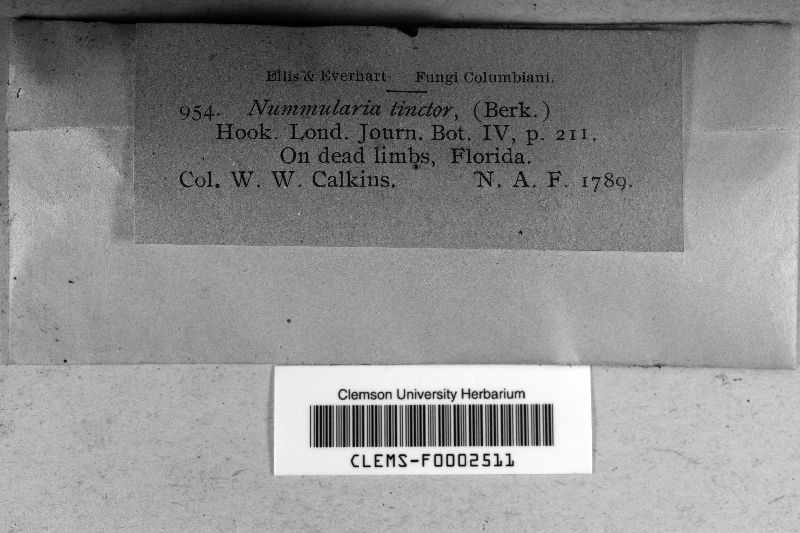 Ellis & Everhart Fungi Columbiani.
954. Nummularia tinctor, (Berk.)
Hook. Lond. Journ. Bot. IV, p. 211.
On dead limbs, Florida.
Col. W. W. Calkins. N. A. F. 1789.
Clemson University Herbarium
CLEMS-F0002511